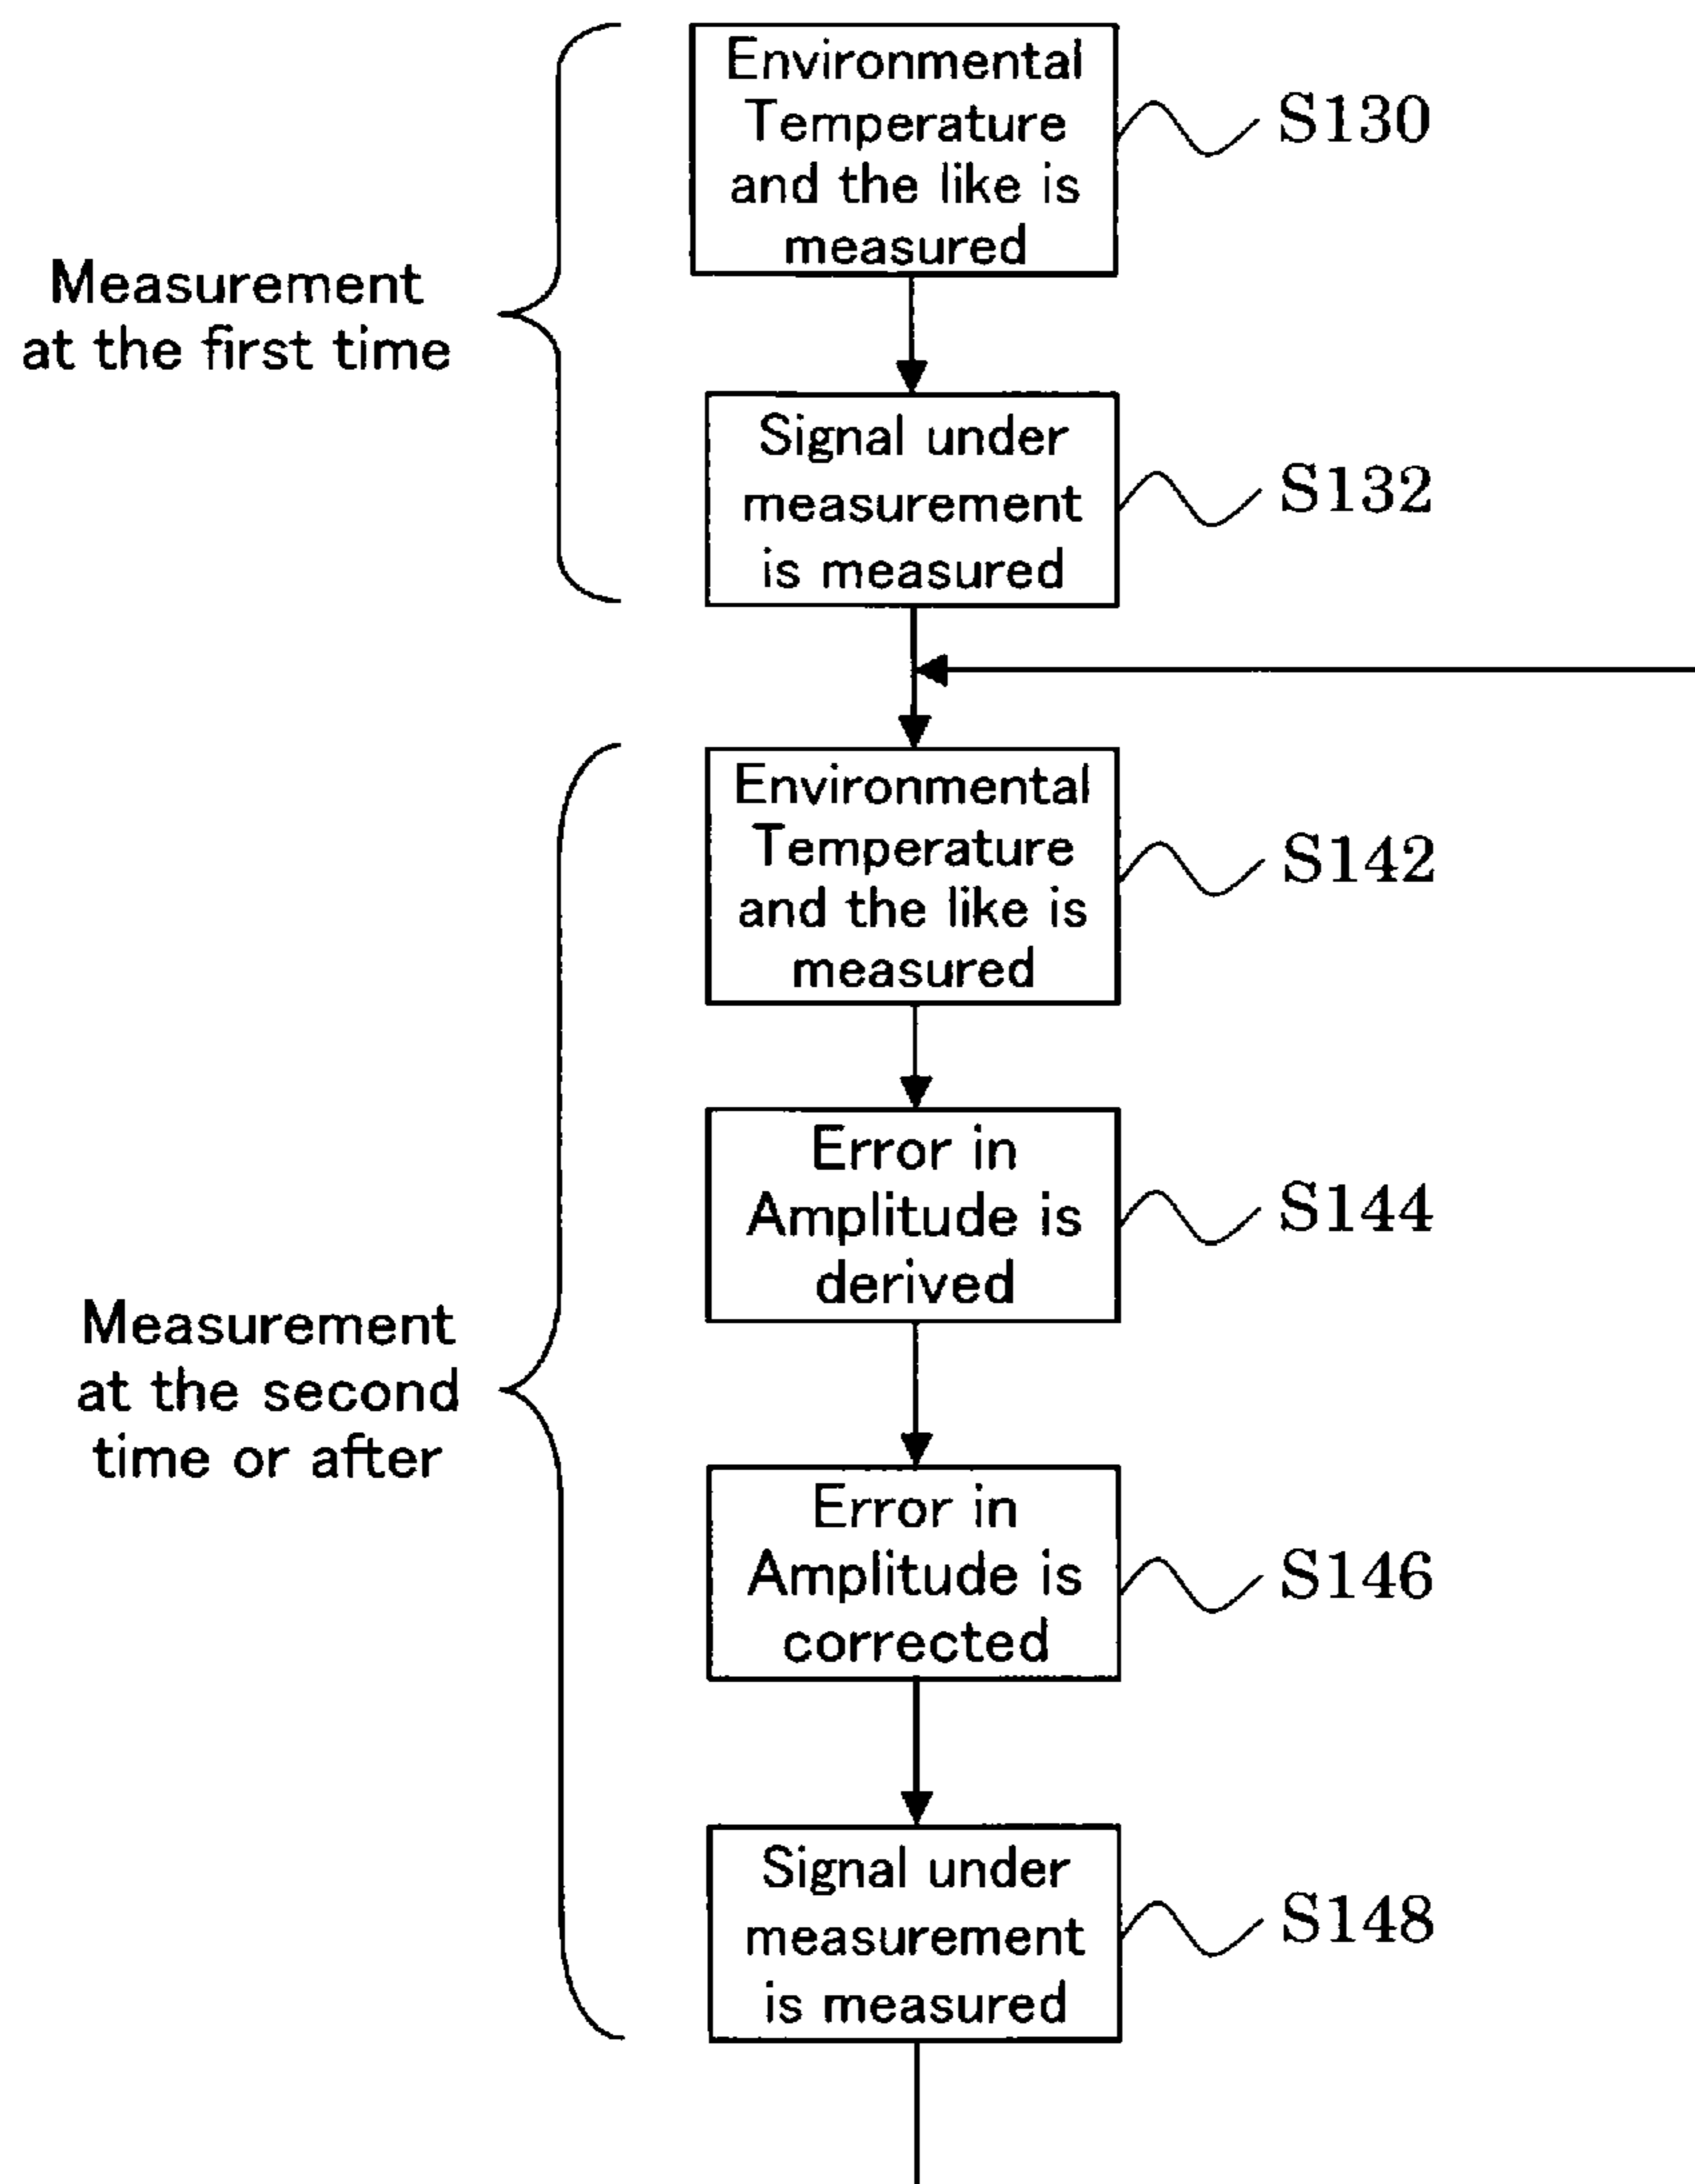 Environmental
Temperature
and the like is
measured
S130
Measurement
at the first time
Signal under
measurement
is measured
S132
Environmental
Temperature
and the like is
measured
S142
Error in
Amplitude is
derived
S144
Measurement
at the second
time or after
Error in
Amplitude is
corrected
S146
Signal under
measurement
is measured
S148